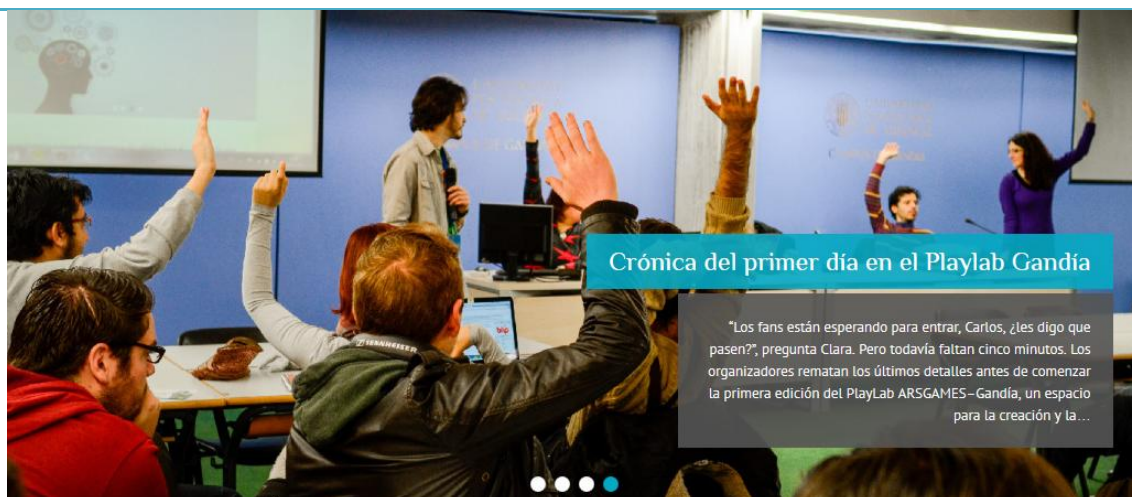 Crónica del primer día en el Playlab Gandía
“Los fans están esperando para entrar, Carlos, ¿les digo que
pasen?”, pregunta Clara. Pero todavía faltan cinco minutos. Los
organizadores rematan los últimos detalles antes de comenzar
la primera edición del PlayLab ARSGAMES–Gandía, un espacio
para la creación y la…
SENNHEISER